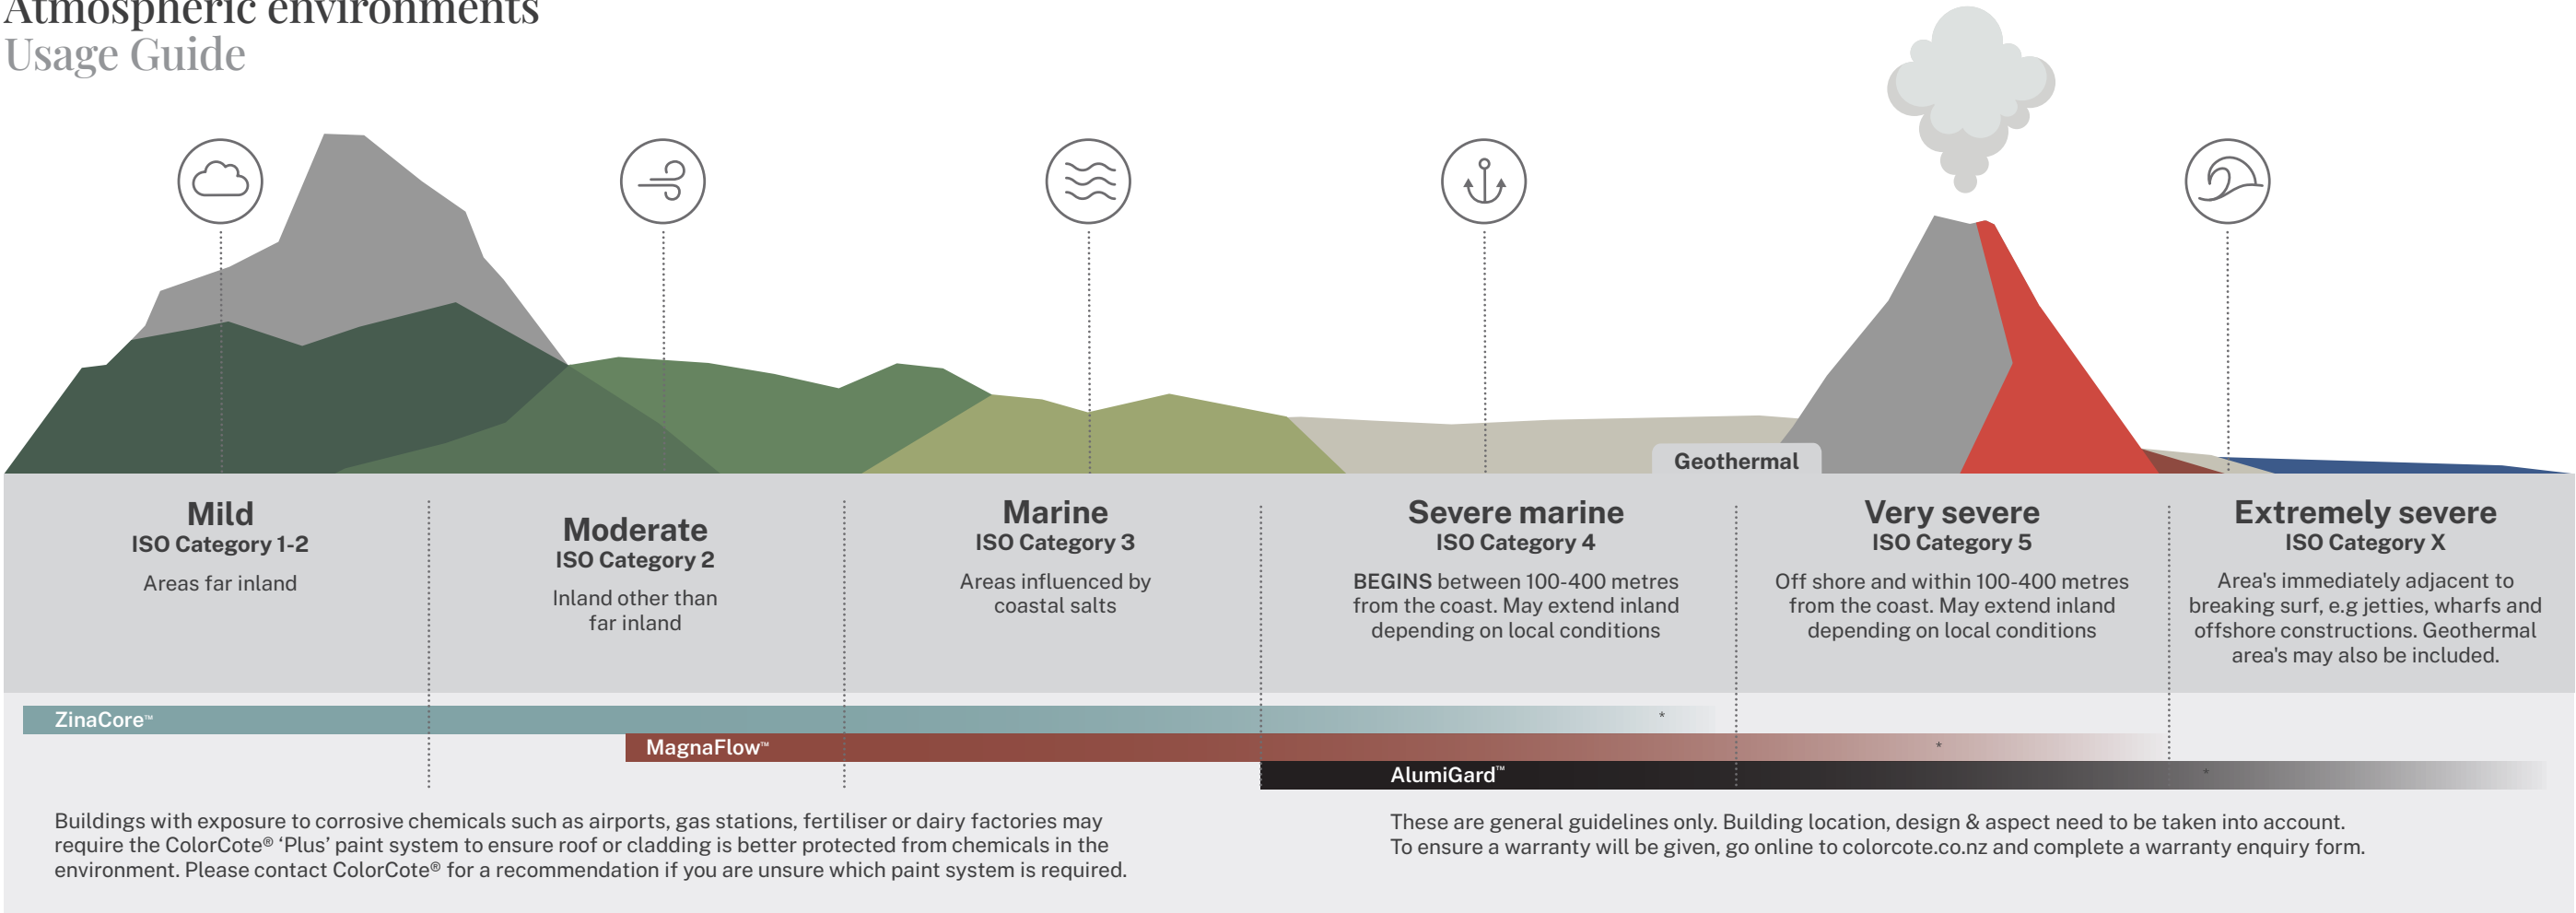 Atmospheric environments
Usage Guide
Geothermal
Mild
ISO Category 1-2
Areas far inland
Moderate
ISO Category 2
Inland other than
far inland
Marine
ISO Category 3
Areas influenced by
coastal salts
Severe marine
ISO Category 4
BEGINS between 100-400 metres
from the coast. May extend inland
depending on local conditions
Very severe
ISO Category 5
Off shore and within 100-400 metres
from the coast. May extend inland
depending on local conditions
Extremely severe
ISO Category X
Area's immediately adjacent to
breaking surf, e.g jetties, wharfs and
offshore constructions. Geothermal
area's may also be included.
ZinaCore™
*
MagnaFlow™
*
AlumiGard™
*
Buildings with exposure to corrosive chemicals such as airports, gas stations, fertiliser or dairy factories may
require the ColorCote® ‘Plus’ paint system to ensure roof or cladding is better protected from chemicals in the
environment. Please contact ColorCote® for a recommendation if you are unsure which paint system is required.
These are general guidelines only. Building location, design & aspect need to be taken into account.
To ensure a warranty will be given, go online to colorcote.co.nz and complete a warranty enquiry form.